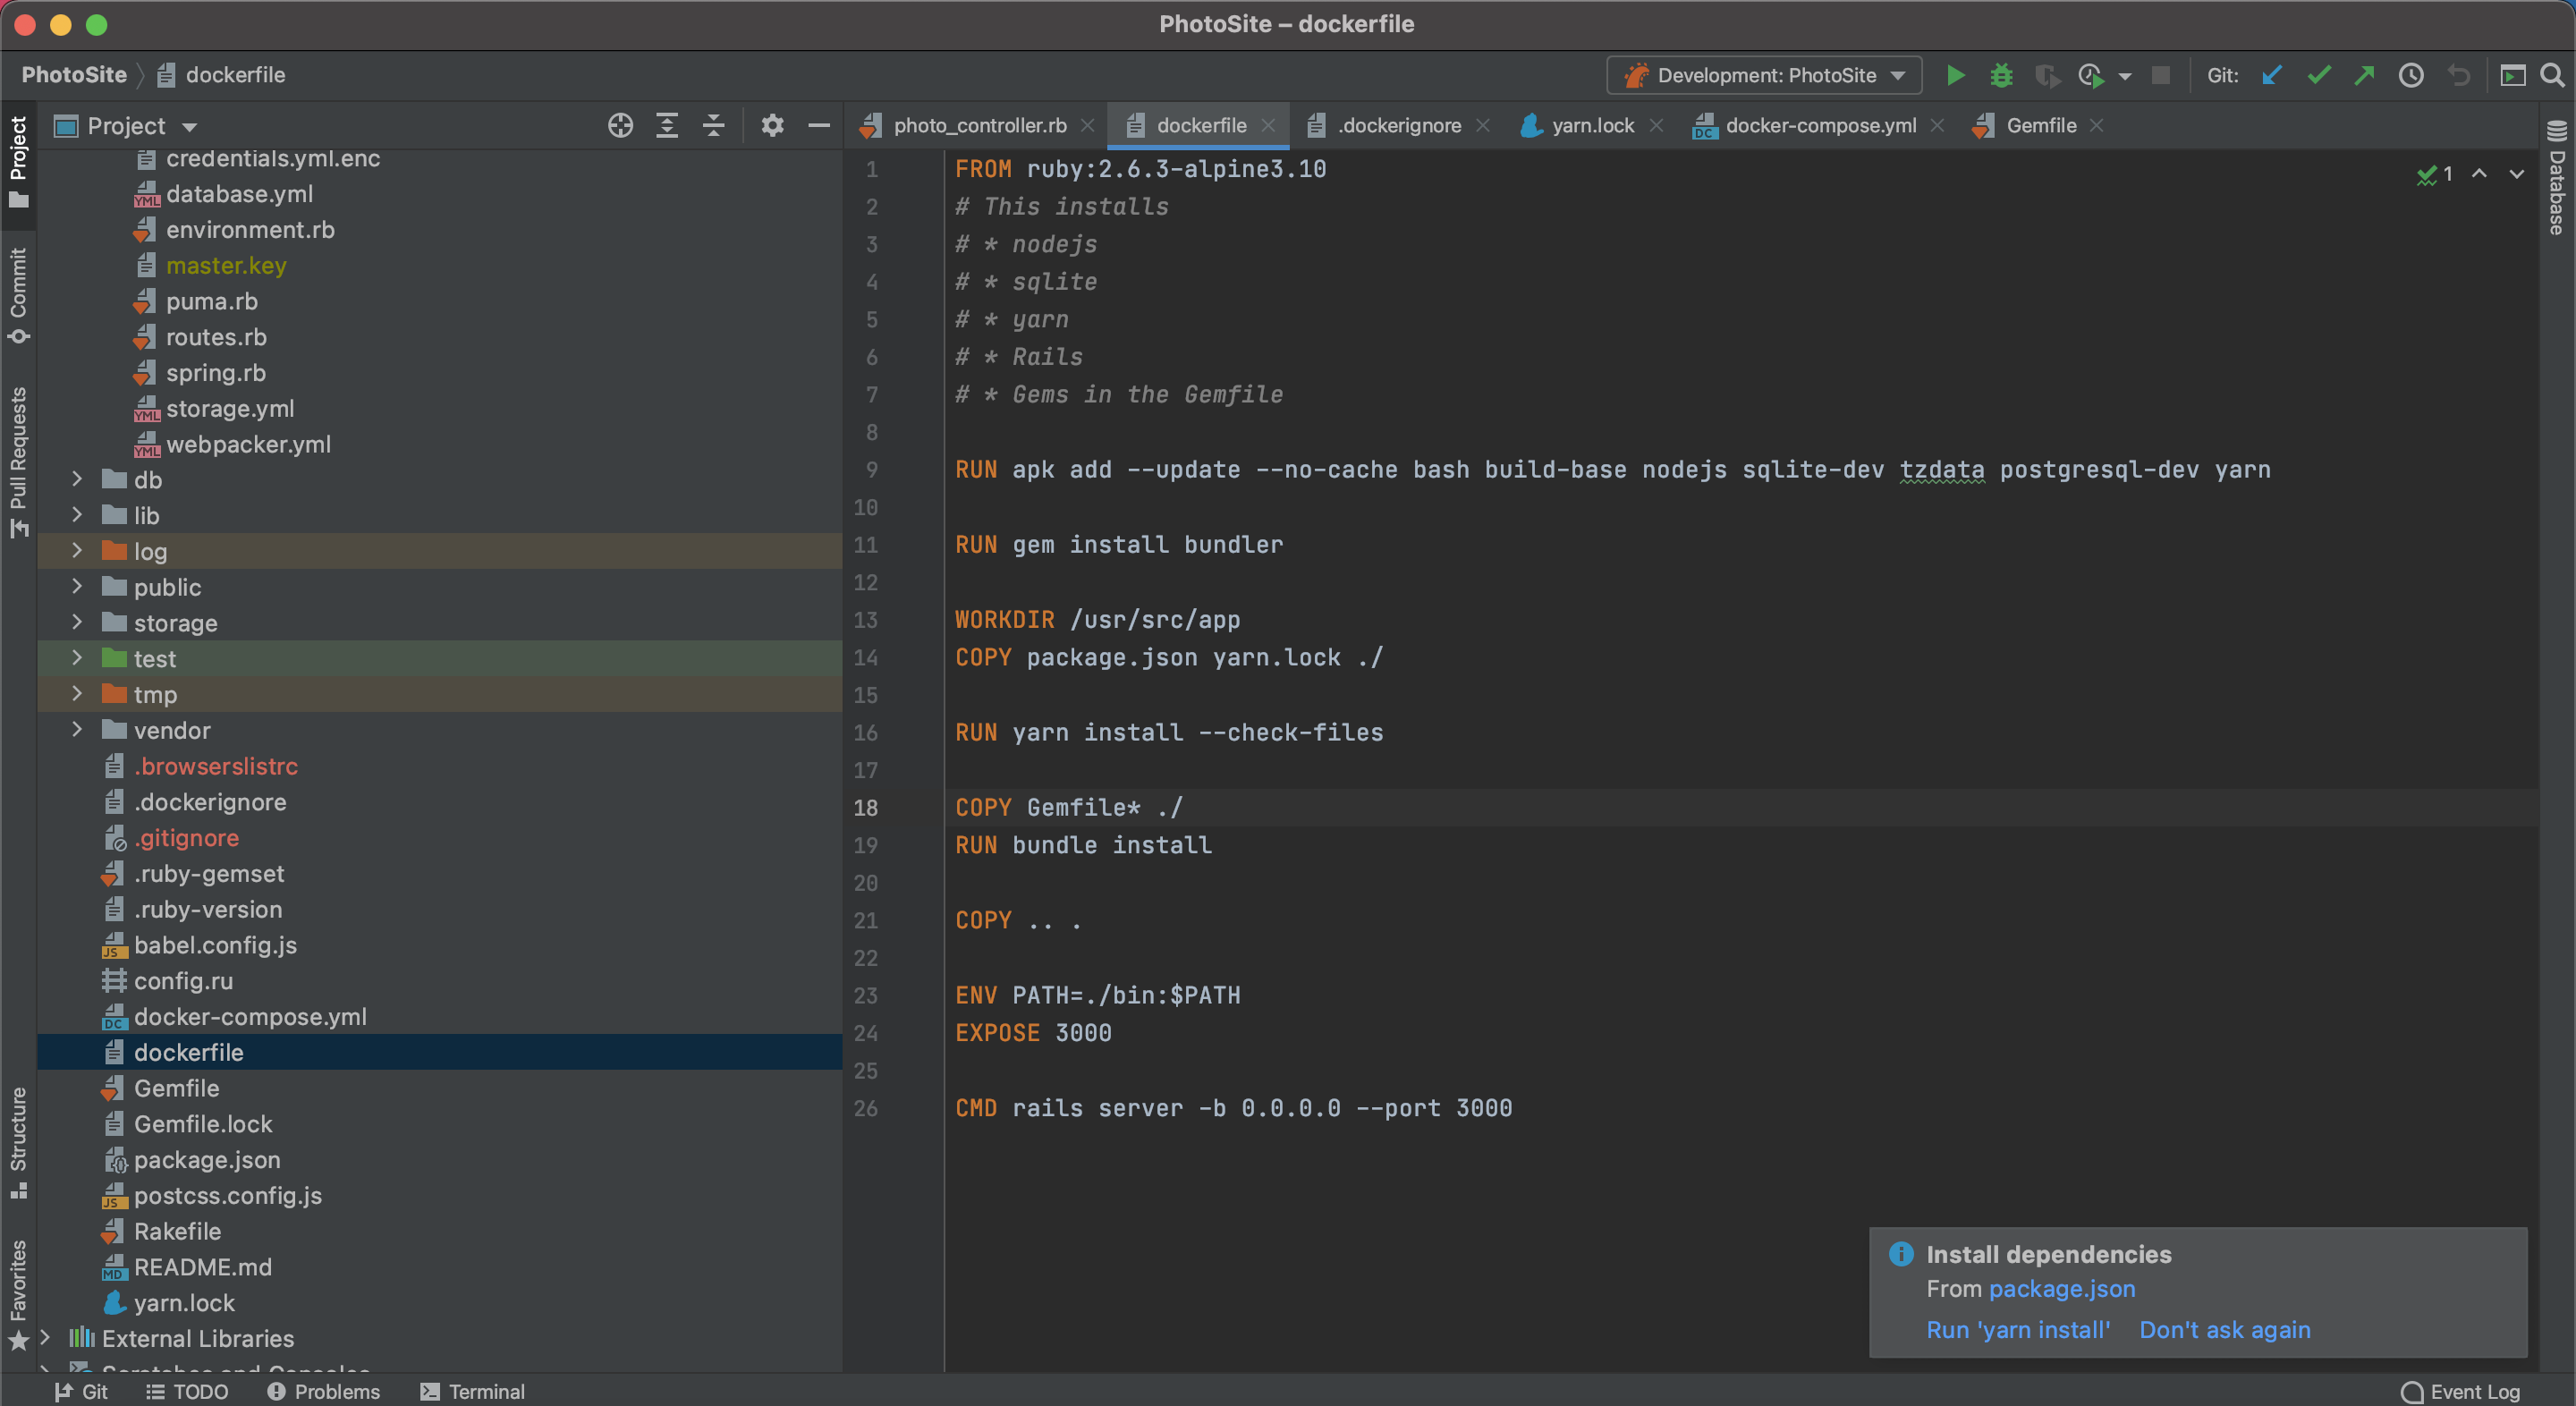 PhotoSite – dockerfile
PhotoSite dockerfile
Development: PhotoSite
Git:
Project
photo_controller.rb
dockerfile
.dockerignore
yarn.lock
docker-compose.yml
Gemfile
Project
Commit
Pull Requests
Structure
Favorites
credentials.yml.enc
database.yml
environment.rb
master.key
puma.rb
routes.rb
spring.rb
storage.yml
webpacker.yml
db
lib
log
public
storage
test
tmp
vendor
.browserslistrc
.dockerignore
.gitignore
.ruby-gemset
.ruby-version
babel.config.js
config.ru
docker-compose.yml
dockerfile
Gemfile
Gemfile.lock
package.json
postcss.config.js
Rakefile
README.md
yarn.lock
External Libraries
Scratches and Consoles
1 FROM ruby:2.6.3-alpine3.10
2 # This installs
3 # * nodejs
4 # * sqlite
5 # * yarn
6 # * Rails
7 # * Gems in the Gemfile
8
9 RUN apk add --update --no-cache bash build-base nodejs sqlite-dev tzdata postgresql-dev yarn
10
11 RUN gem install bundler
12
13 WORKDIR /usr/src/app
14 COPY package.json yarn.lock ./
15
16 RUN yarn install --check-files
17
18 COPY Gemfile* ./
19 RUN bundle install
20
21 COPY .. .
22
23 ENV PATH=./bin:$PATH
24 EXPOSE 3000
25
26 CMD rails server -b 0.0.0.0 --port 3000
1
Database
Install dependencies
From package.json
Run 'yarn install' Don't ask again
Git
TODO
Problems
Terminal
Event Log